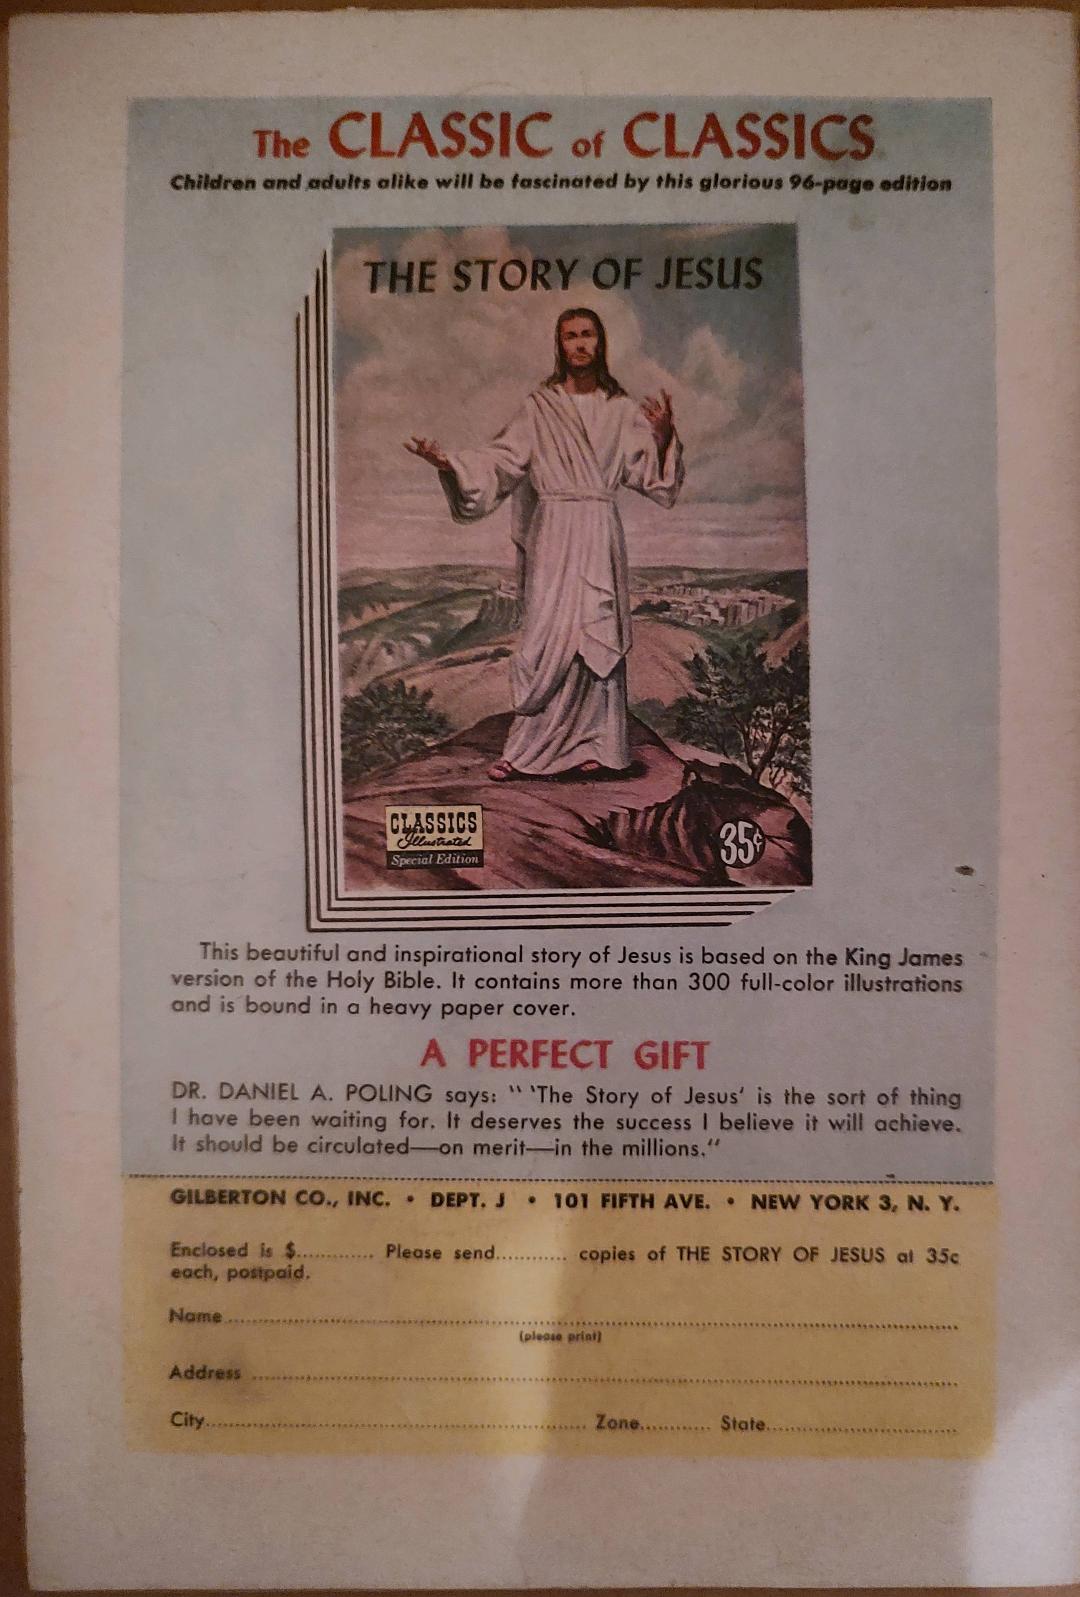 The CLASSIC of CLASSICS
Children and adults alike will be fascinated by this glorious 96-page edition
THE STORY OF JESUS
CLASSICS
Illustrated
Special Edition
35¢
This beautiful and inspirational story of Jesus is based on the King James
version of the Holy Bible. It contains more than 300 full-color illustrations
and is bound in a heavy paper cover.
A PERFECT GIFT
DR. DANIEL A. POLING says: “ ‘The Story of Jesus’ is the sort of thing
I have been waiting for. It deserves the success I believe it will achieve.
It should be circulated—on merit—in the millions.”
GILBERTON CO., INC. • DEPT. J • 101 FIFTH AVE. • NEW YORK 3, N. Y.
Enclosed is $............ Please send........... copies of THE STORY OF JESUS at 35c
each, postpaid.
Name
(please print)
Address
City.......... Zone.......... State..........